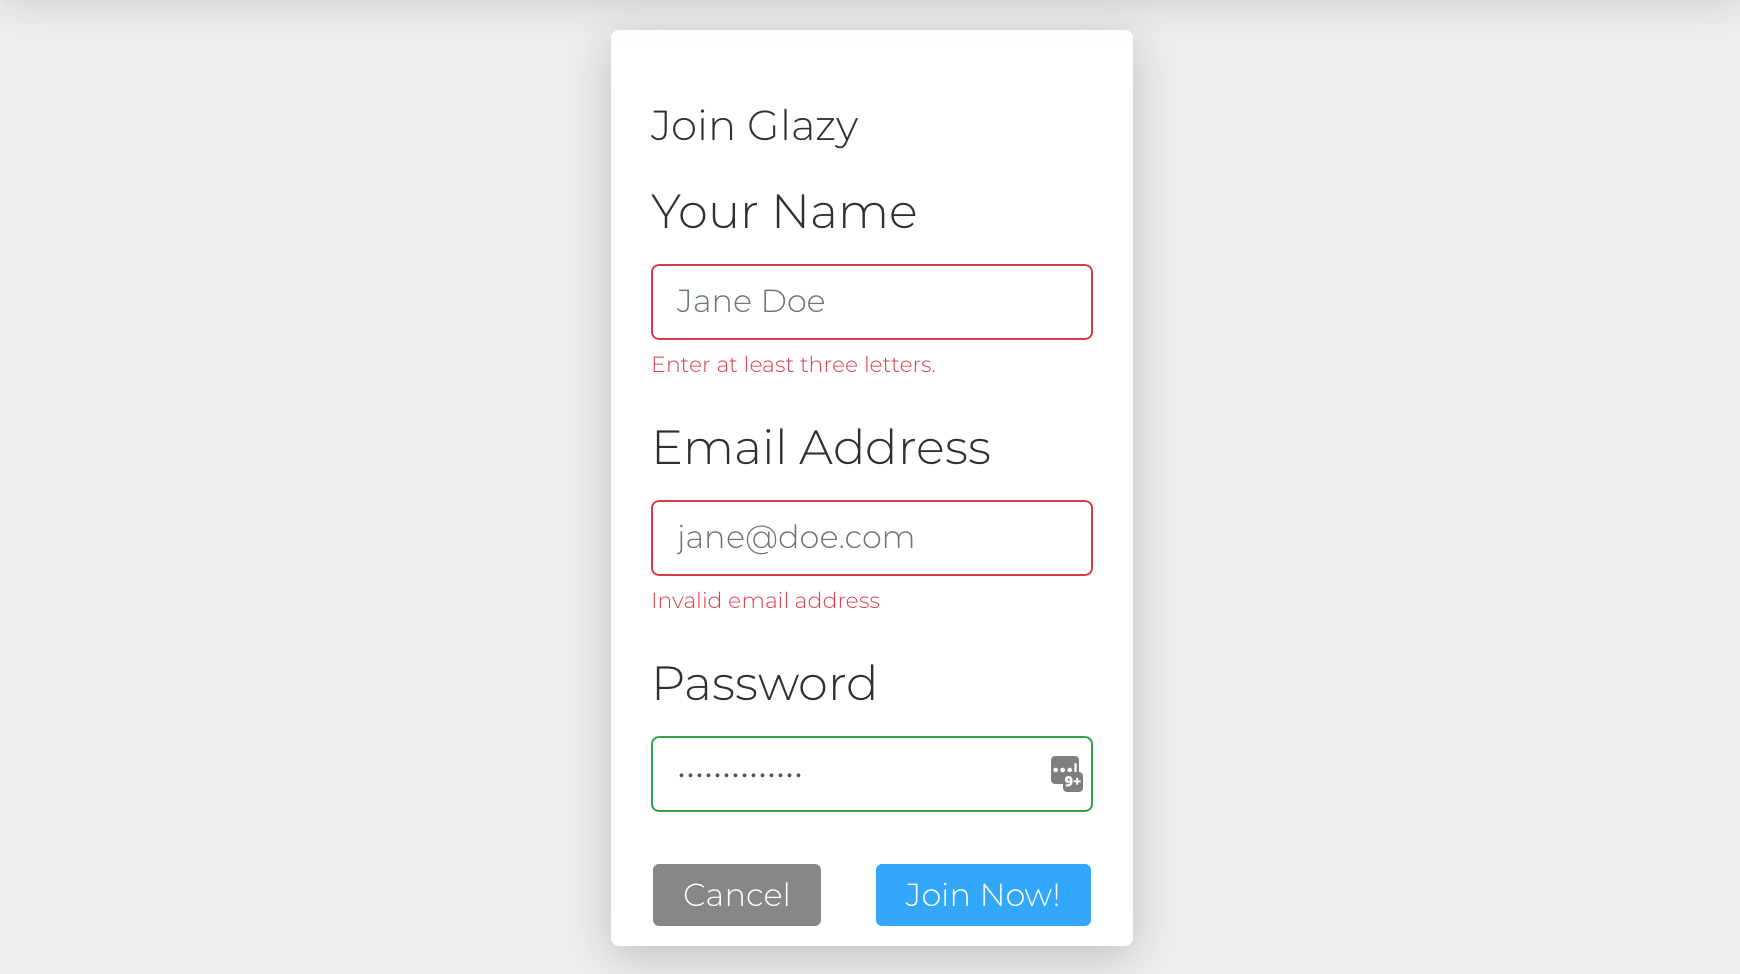 Join Glazy
Your Name
Jane Doe
Enter at least three letters.
Email Address
jane@doe.com
Invalid email address
Password
••••••••••••••
9+
Cancel
Join Now!